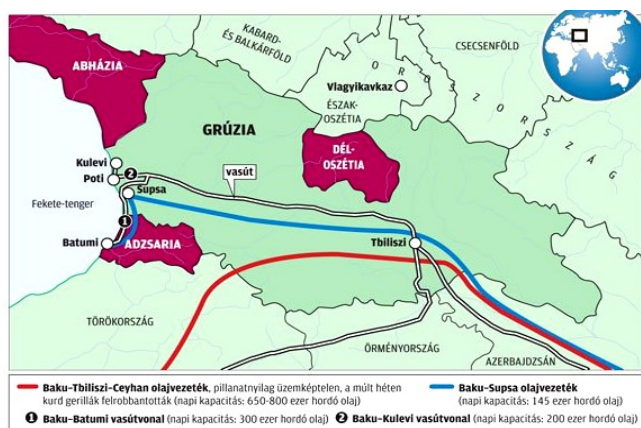 KABARD-
ÉS BALKÁRFÖLD
CSECSENFÖLD
ABHÁZIA
Vlagyikavkaz
OROSZORSZÁG
ÉSZAK-
OSZÉTIA
GRÚZIA
DÉL-
OSZÉTIA
Kulevi
2
Poti
vasút
Supsa
Fekete-tenger
1
Batumi
ADZSARIA
Tbiliszi
TÖRÖKORSZÁG
ÖRMÉNYORSZÁG
AZERBAJDZSÁN
Baku–Tbiliszi–Ceyhan olajvezeték, pillanatnyilag üzemképtelen, a múlt héten
kurd gerillák felrobbantották (napi kapacitás: 650-800 ezer hordó olaj)
Baku–Supsa olajvezeték
(napi kapacitás: 145 ezer hordó olaj)
1 Baku–Batumi vasútvonal (napi kapacitás: 300 ezer hordó olaj)
2 Baku–Kulevi vasútvonal (napi kapacitás: 200 ezer hordó olaj)